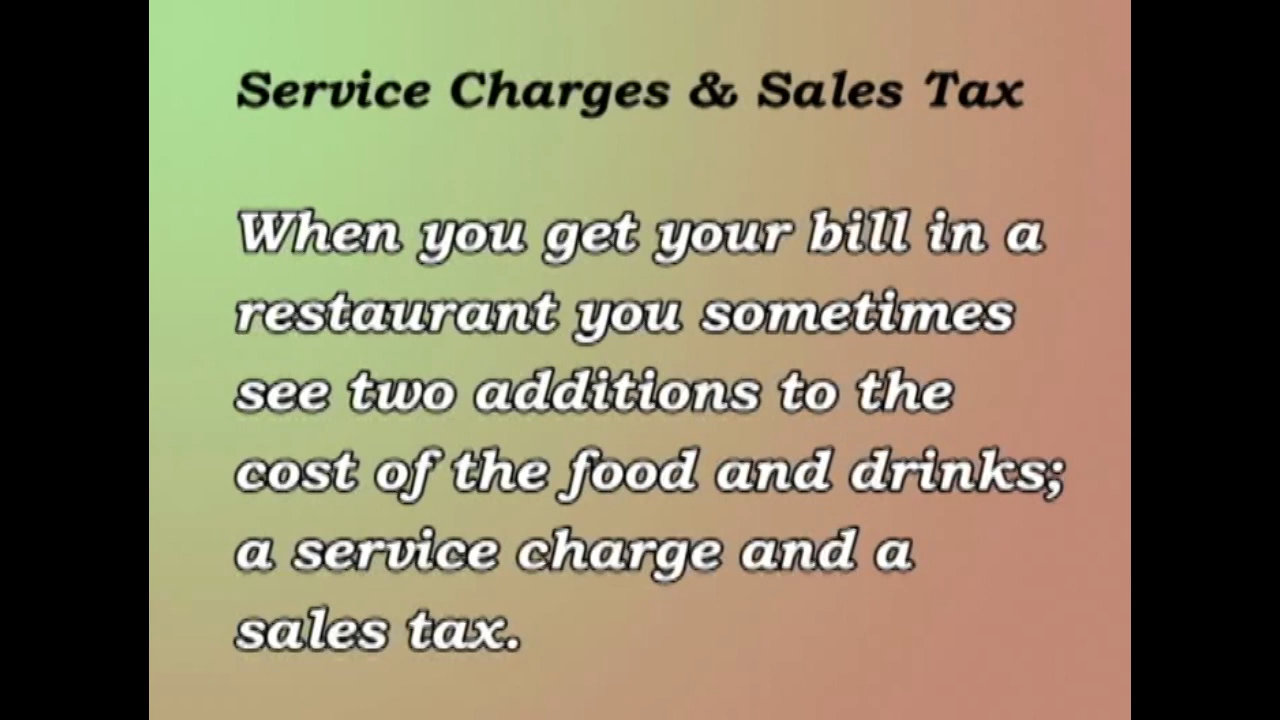 Service Charges & Sales Tax
When you get your bill in a
restaurant you sometimes
see two additions to the
cost of the food and drinks;
a service charge and a
sales tax.